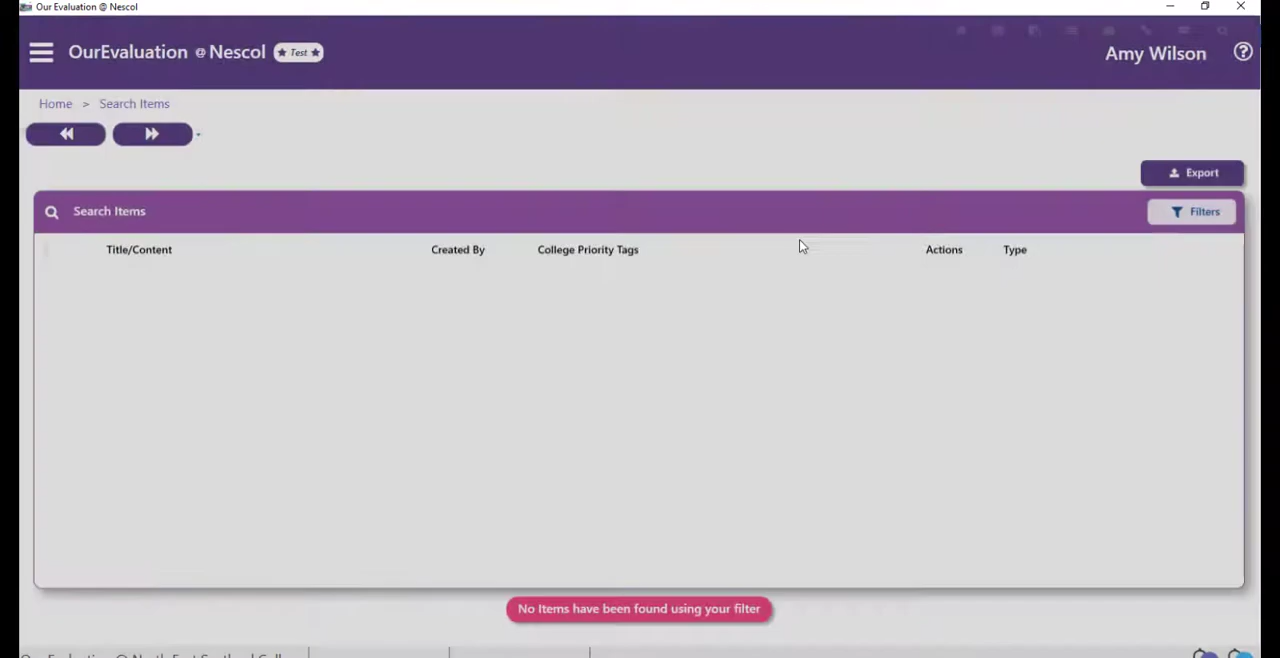 Our Evaluation @ Nescol
OurEvaluation @ Nescol ★ Test ★
Amy Wilson
Home > Search Items
Export
Search Items
Filters
Title/Content Created By College Priority Tags Actions Type
No Items have been found using your filter